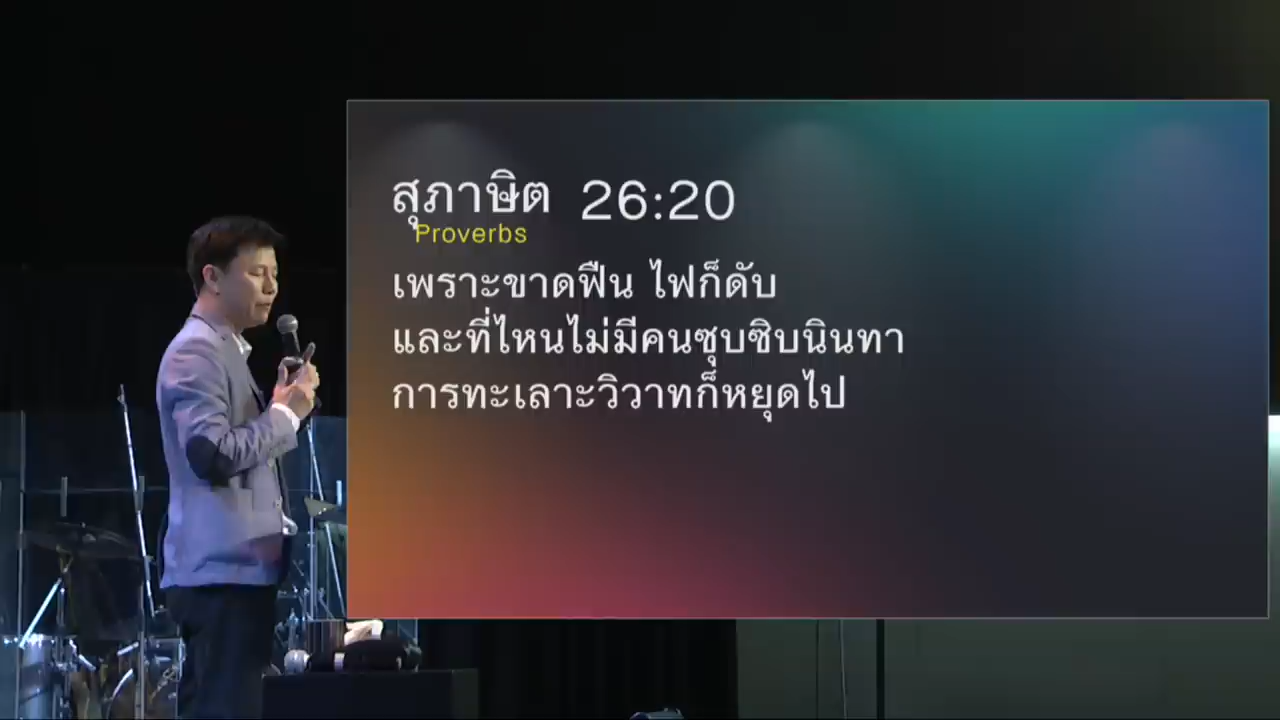 สุภาษิต 26:20
Proverbs
เพราะขาดฟืน ไฟก็ดับ
และที่ไหนไม่มีคนซุบซิบนินทา
การทะเลาะวิวาทก็หยุดไป